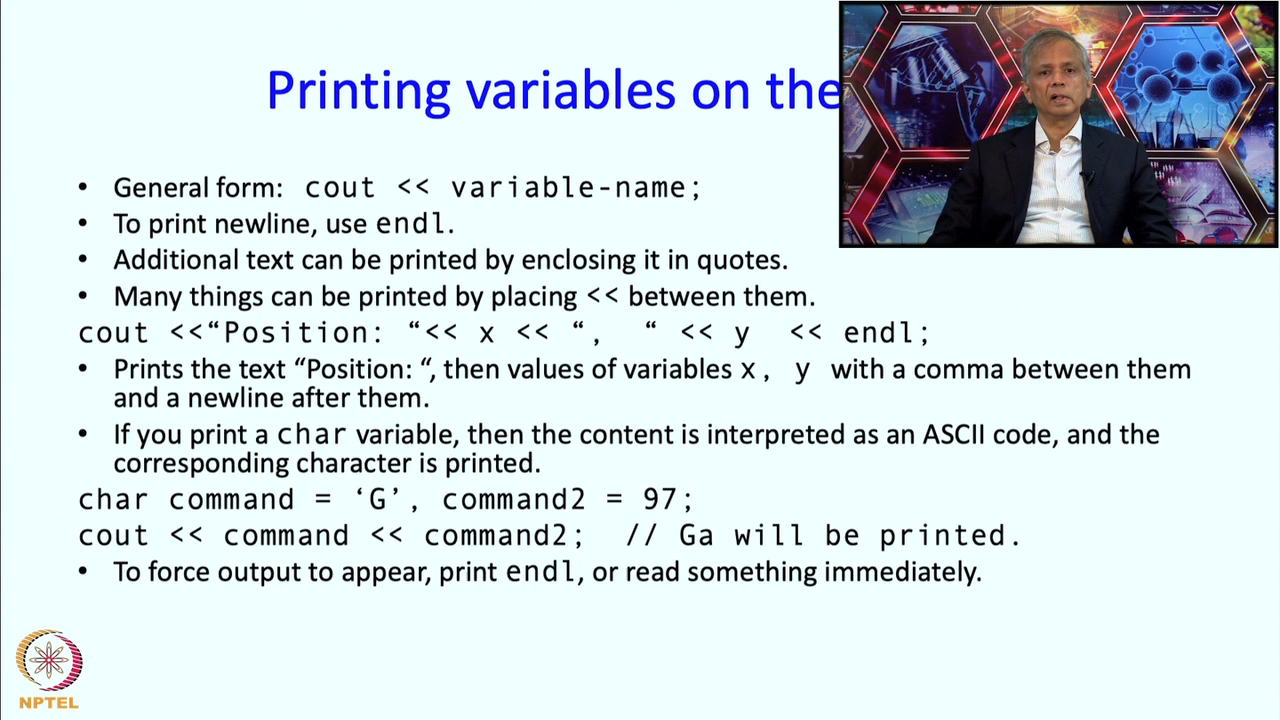 Printing variables on the
• General form: cout << variable-name;
• To print newline, use endl.
• Additional text can be printed by enclosing it in quotes.
• Many things can be printed by placing << between them.
cout <<“Position: “<< x << “, “ << y << endl;
• Prints the text “Position: “, then values of variables x, y with a comma between them
and a newline after them.
• If you print a char variable, then the content is interpreted as an ASCII code, and the
corresponding character is printed.
char command = ‘G’, command2 = 97;
cout << command << command2; // Ga will be printed.
• To force output to appear, print endl, or read something immediately.
NPTEL